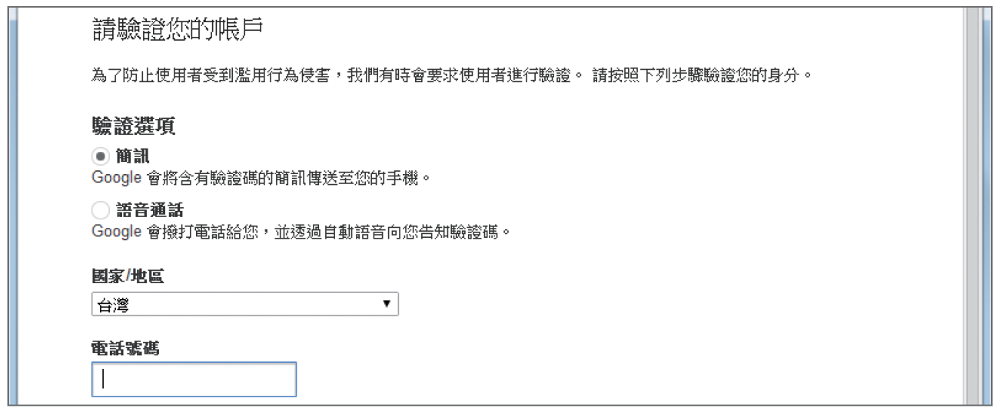 請驗證您的帳戶
為了防止使用者受到濫用行為侵害，我們有時會要求使用者進行驗證。 請按照下列步驟驗證您的身分。
驗證選項
簡訊
Google 會將含有驗證碼的簡訊傳送至您的手機。
語音通話
Google 會撥打電話給您，並透過自動語音向您告知驗證碼。
國家/地區
台灣
電話號碼